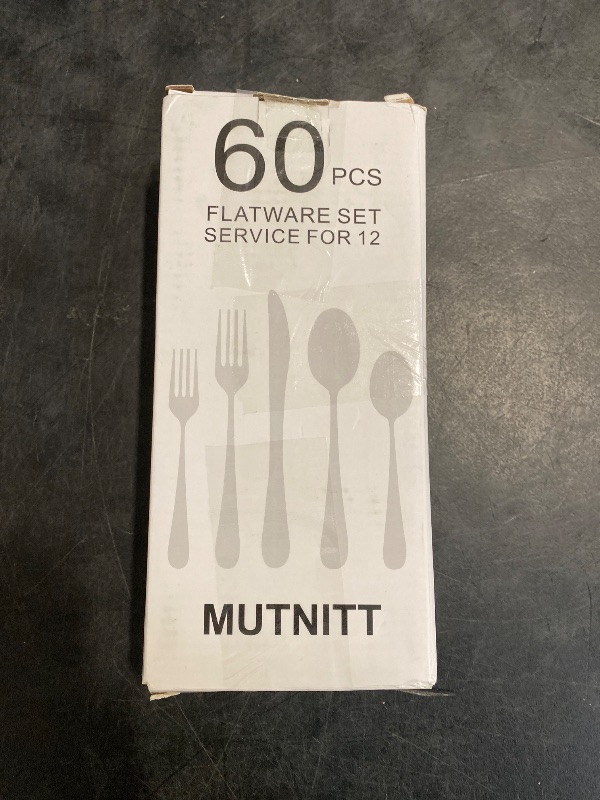 60 PCS
FLATWARE SET
SERVICE FOR 12
MUTNITT